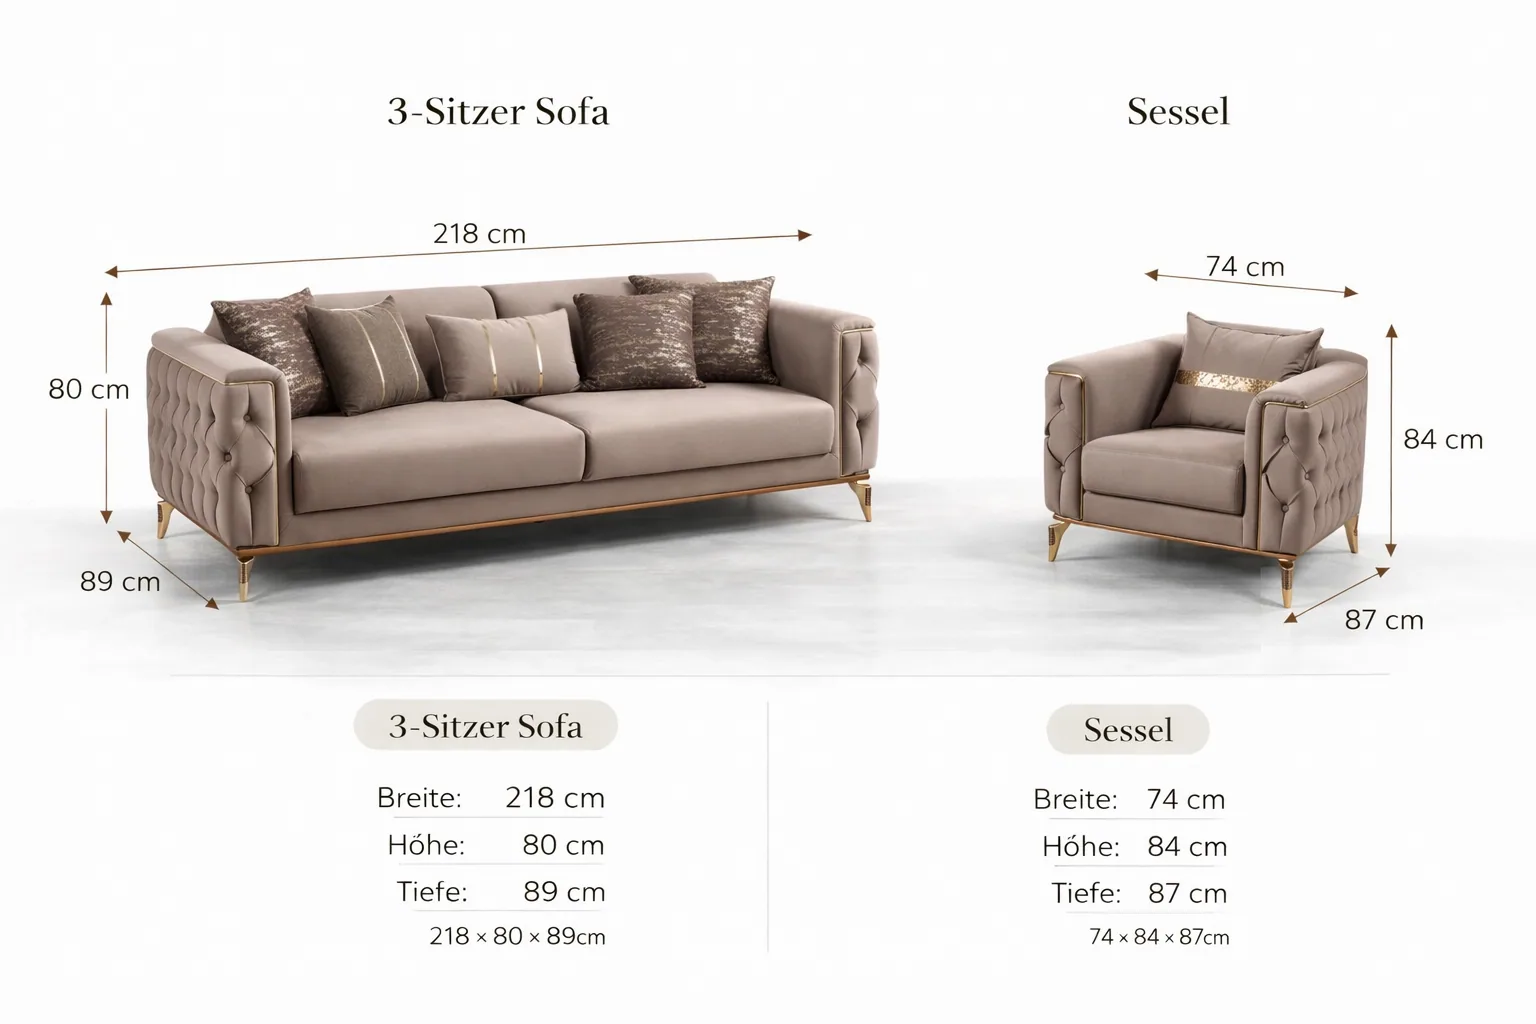 3-Sitzer Sofa
Sessel
218 cm
74 cm
80 cm
84 cm
89 cm
87 cm
3-Sitzer Sofa
Breite: 218 cm
Hőhe: 80 cm
Tiefe: 89 cm
218 × 80 × 89cm
Sessel
Breite: 74 cm
Hőhe: 84 cm
Tiefe: 87 cm
74 × 84 × 87cm